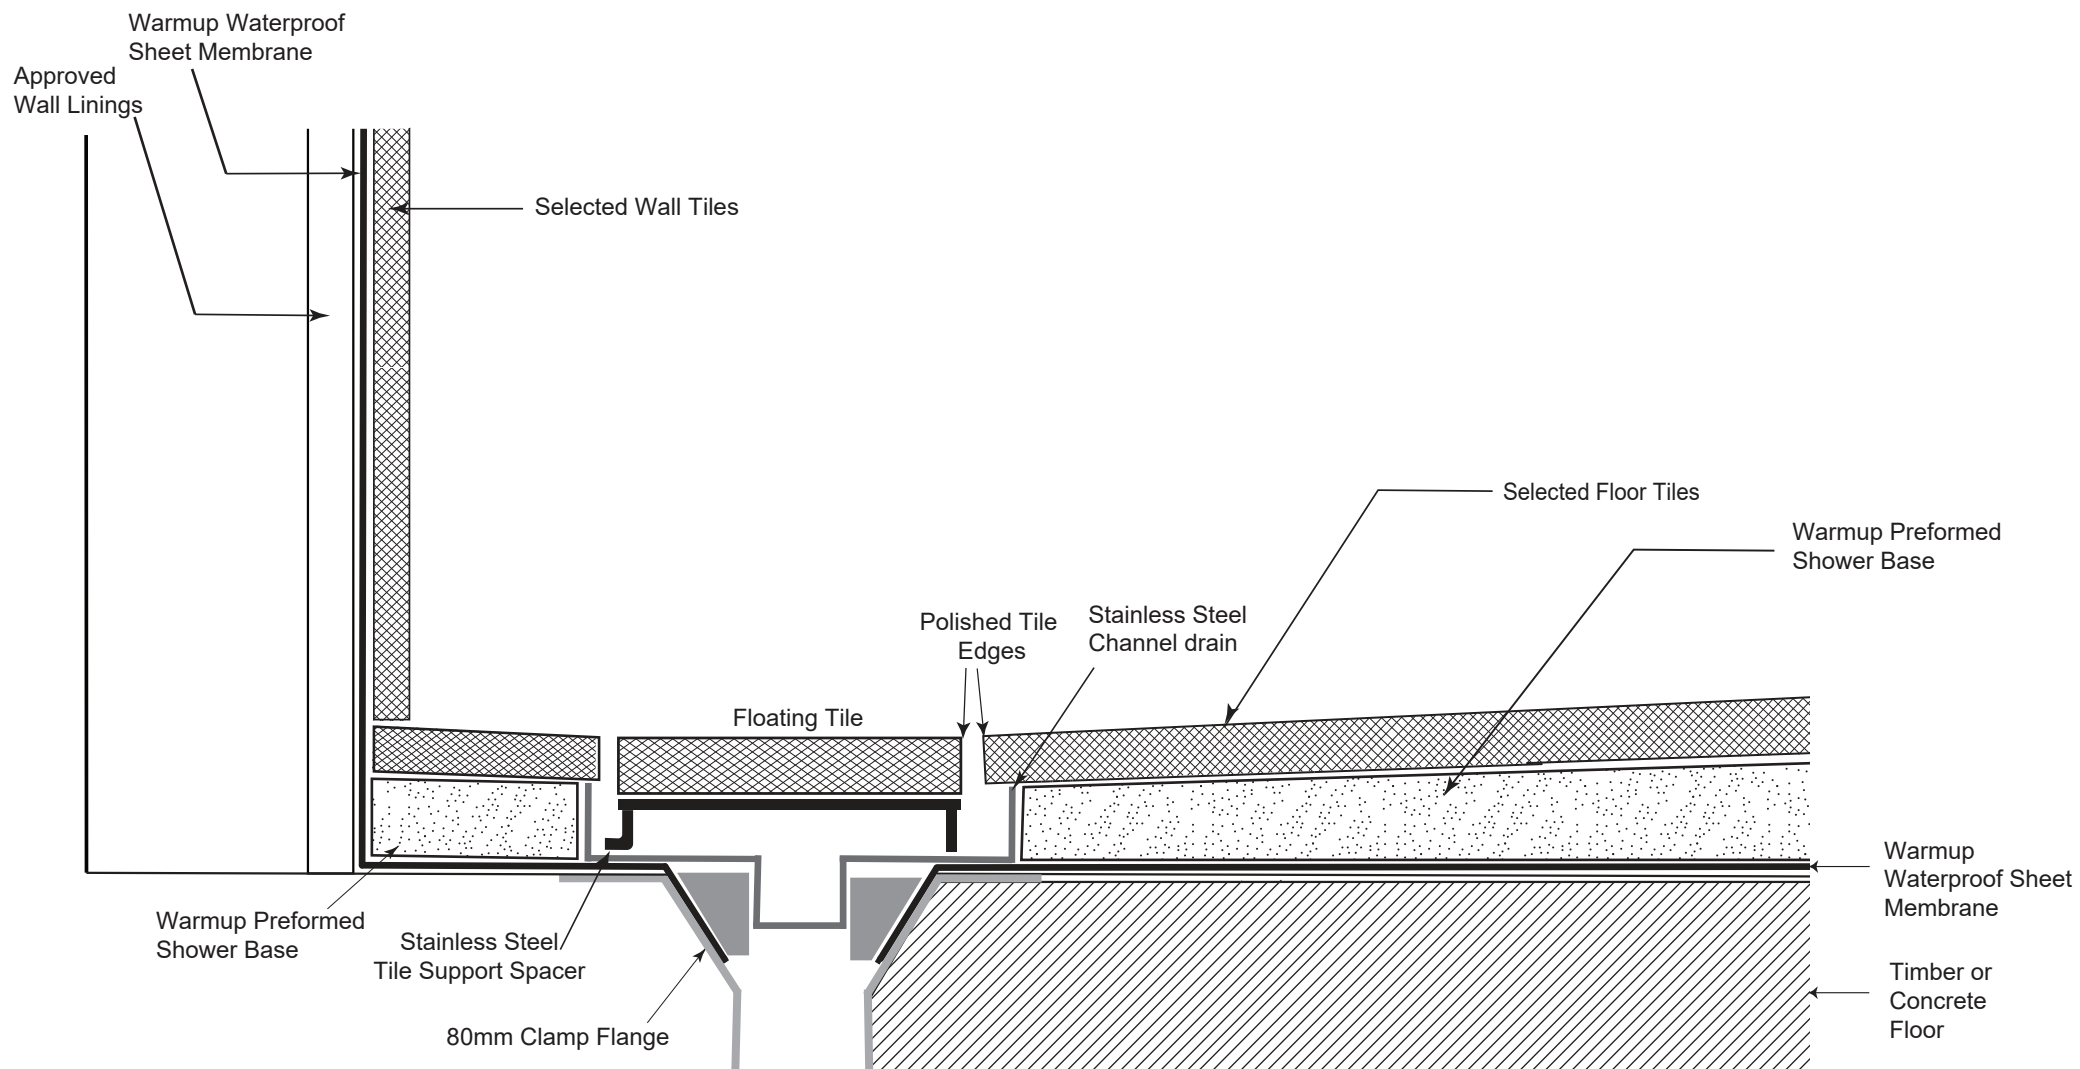 Warmup Waterproof
Sheet Membrane
Approved
Wall Linings
Selected Wall Tiles
Selected Floor Tiles
Warmup Preformed
Shower Base
Polished Tile
Edges
Stainless Steel
Channel drain
Floating Tile
Warmup
Waterproof Sheet
Membrane
Warmup Preformed
Shower Base
Stainless Steel
Tile Support Spacer
80mm Clamp Flange
Timber or
Concrete
Floor